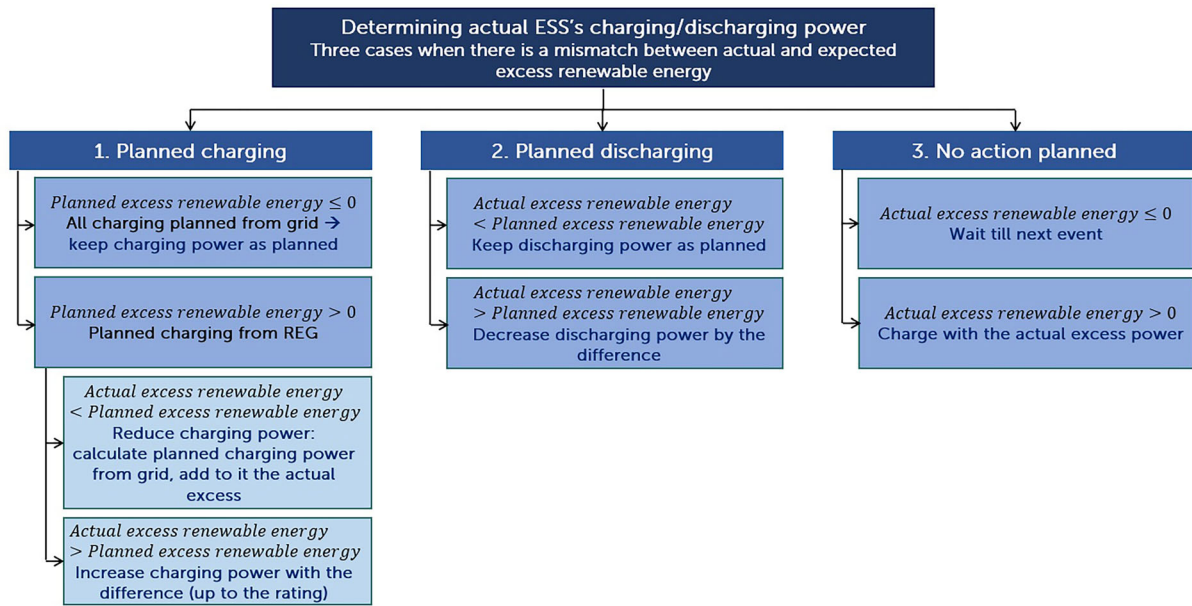 Determining actual ESS's charging/discharging power
Three cases when there is a mismatch between actual and expected
excess renewable energy
1. Planned charging
Planned excess renewable energy ≤ 0
All charging planned from grid →
keep charging power as planned
Planned excess renewable energy > 0
Planned charging from REG
Actual excess renewable energy
< Planned excess renewable energy
Reduce charging power:
calculate planned charging power
from grid, add to it the actual
excess
Actual excess renewable energy
> Planned excess renewable energy
Increase charging power with the
difference (up to the rating)
2. Planned discharging
Actual excess renewable energy
< Planned excess renewable energy
Keep discharging power as planned
Actual excess renewable energy
> Planned excess renewable energy
Decrease discharging power by the
difference
3. No action planned
Actual excess renewable energy ≤ 0
Wait till next event
Actual excess renewable energy > 0
Charge with the actual excess power